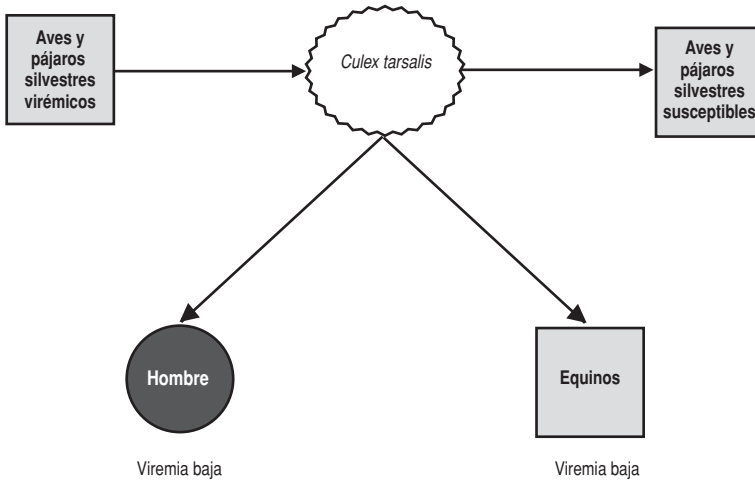 Aves y
pájaros
silvestres
virémicos
Culex tarsalis
Aves y
pájaros
silvestres
susceptibles
Hombre
Equinos
Viremia baja
Viremia baja